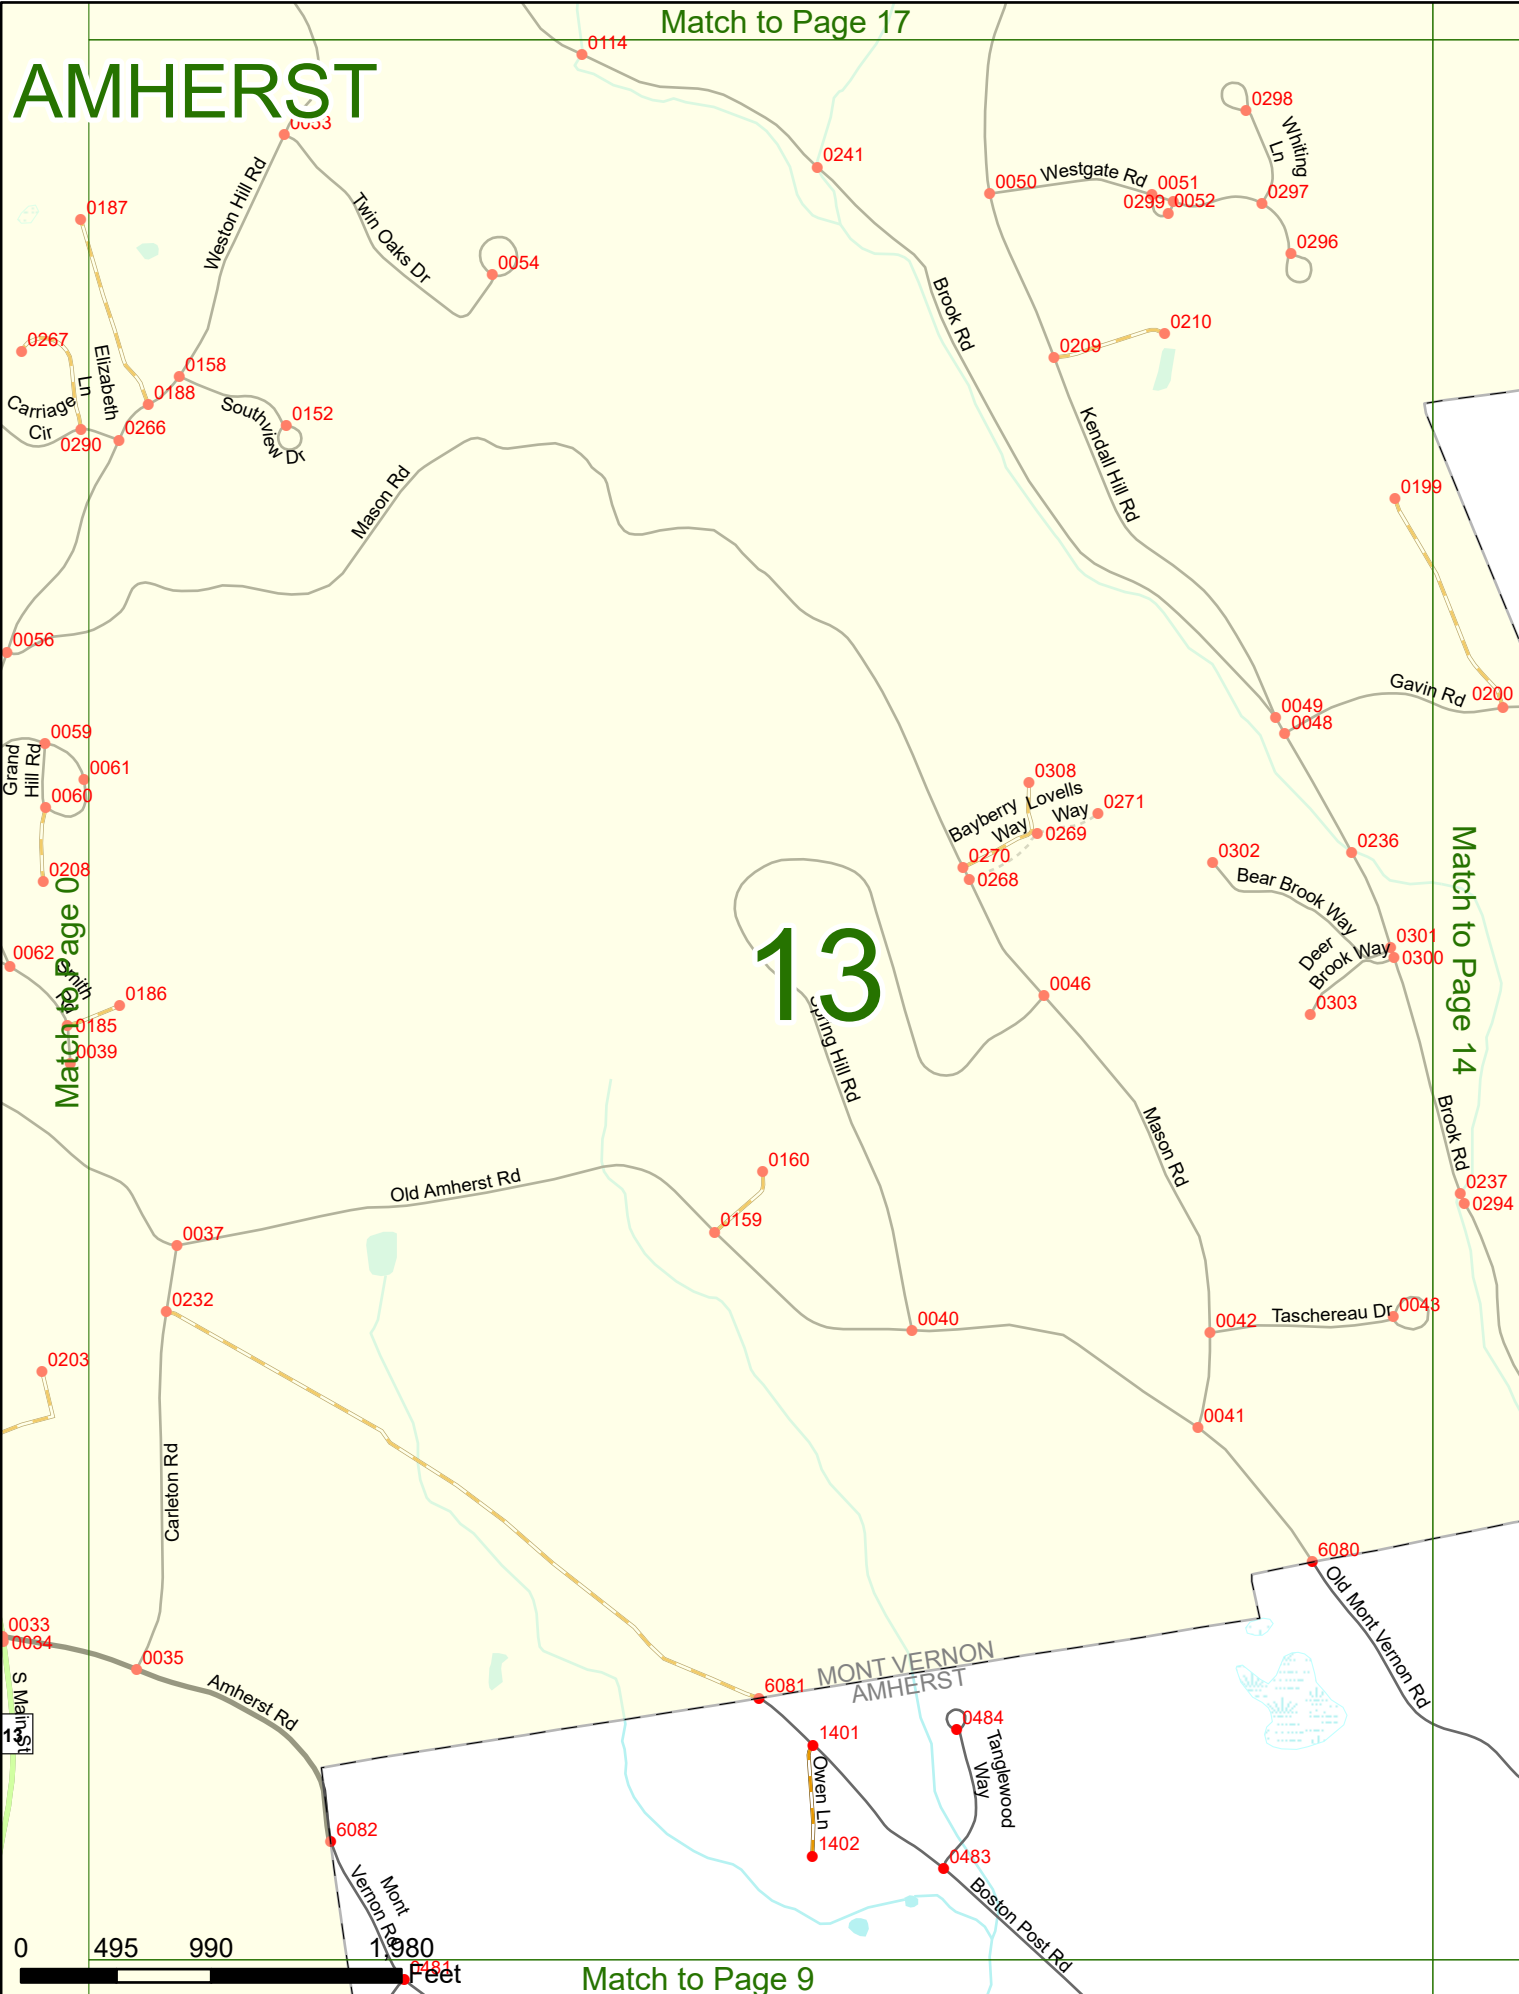 Match to Page 17
0114
AMHERST
0053
0298
Whiting
Ln
0241
Weston Hill Rd
Westgate Rd
0050
0051
0299
0052
0297
0187
Twin Oaks Dr
0054
0296
Brook Rd
0210
0209
0267
Elizabeth
Ln
0158
0188
Carriage
Cir
Southview Dr
0152
0290
0266
Kendall Hill Rd
Mason Rd
0199
0056
Gavin Rd
0200
0049
0048
0059
Grand
Hill Rd
0061
0060
0308
Lovells
Way
0271
Bayberry
Way
0269
0236
0208
0270
0268
0302
Bear Brook Way
Match to Page 0
Match to Page 14
13
0301
0300
Deer
Brook Way
0062
Smith
Rd
0186
0185
0039
0046
0303
Spring Hill Rd
Mason Rd
Brook Rd
0160
Old Amherst Rd
0159
0237
0294
0037
0232
0040
0042
Taschereau Dr
0043
0203
0041
Carleton Rd
6080
Old Mont Vernon Rd
0033
0034
0035
S Main St
13
Amherst Rd
MONT VERNON
AMHERST
6081
1401
0484
Tanglewood
Way
Owen Ln
6082
1402
0483
Mont
Vernon Rd
Boston Post Rd
0 495 990 1,980
Feet
0481
Match to Page 9